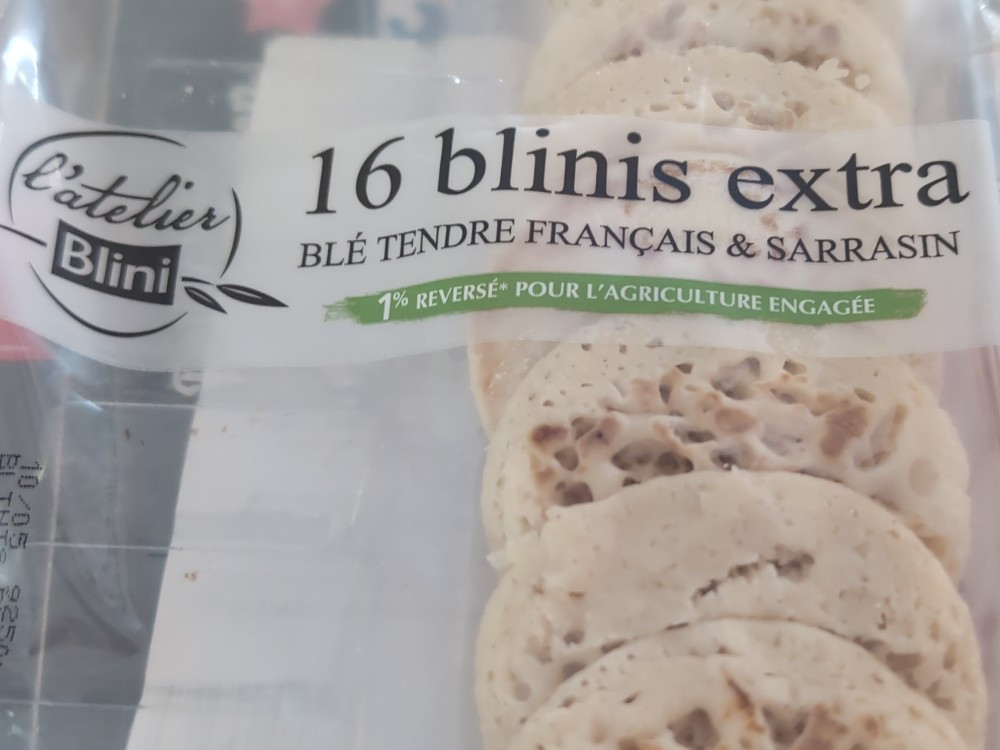 l'atelier
Blini
16 blinis extra
BLÉ TENDRE FRANÇAIS & SARRASIN
1% REVERSÉ* POUR L'AGRICULTURE ENGAGÉE
10/05